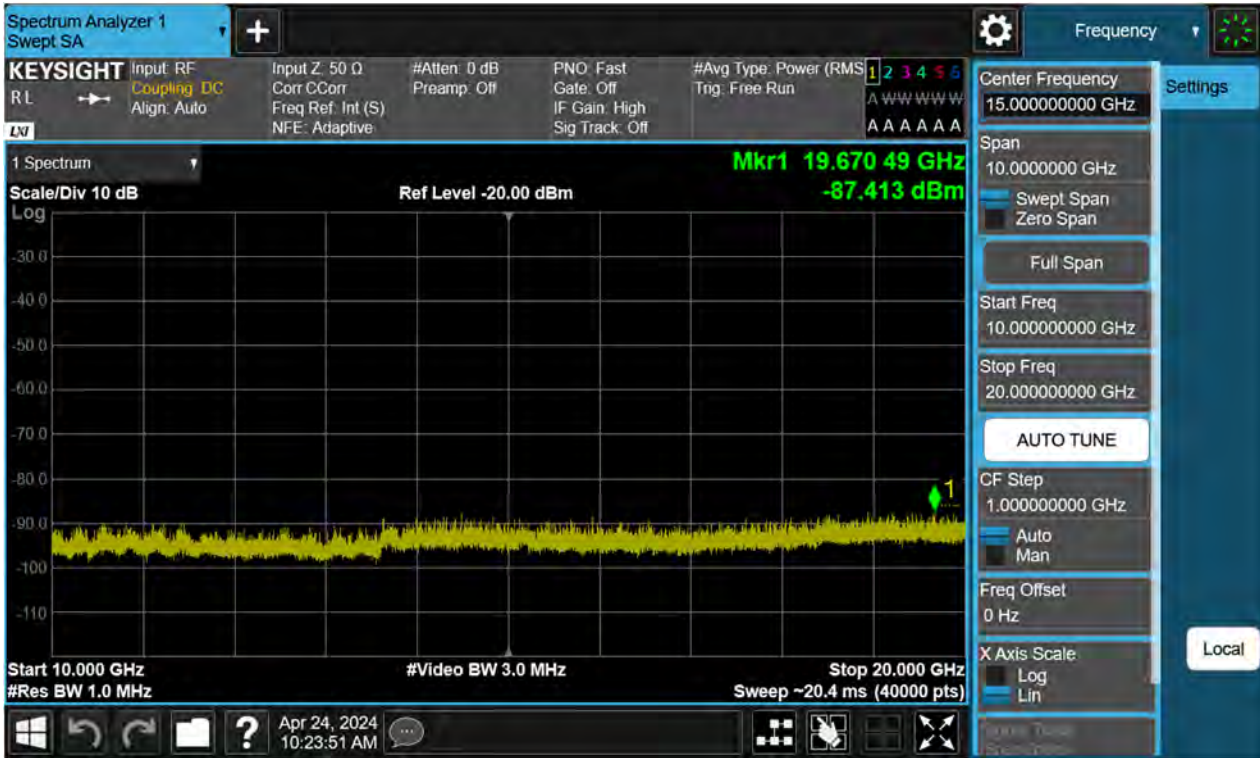 Spectrum Analyzer 1
Swept SA
+
Frequency
KEYSIGHT
RL
LXI
Input: RF
Coupling: DC
Align: Auto
Input Z: 50 Ω
Corr CCorr
Freq Ref: Int (S)
NFE: Adaptive
#Atten: 0 dB
Preamp: Off
PNO: Fast
Gate: Off
IF Gain: High
Sig Track: Off
#Avg Type: Power (RMS
Trig: Free Run
1 2 3 4 5 6
A W W W W W
A A A A A A
1 Spectrum
Scale/Div 10 dB
Log
Ref Level -20.00 dBm
Mkr1 19.670 49 GHz
-87.413 dBm
-30.0
-40.0
-50.0
-60.0
-70.0
-80.0
-90.0
-100
-110
1
Start 10.000 GHz
#Res BW 1.0 MHz
#Video BW 3.0 MHz
Stop 20.000 GHz
Sweep ~20.4 ms (40000 pts)
Center Frequency
15.000000000 GHz
Settings
Span
10.0000000 GHz
Swept Span
Zero Span
Full Span
Start Freq
10.000000000 GHz
Stop Freq
20.000000000 GHz
AUTO TUNE
CF Step
1.000000000 GHz
Auto
Man
Freq Offset
0 Hz
X Axis Scale
Log
Lin
Local
?
Apr 24, 2024
10:23:51 AM